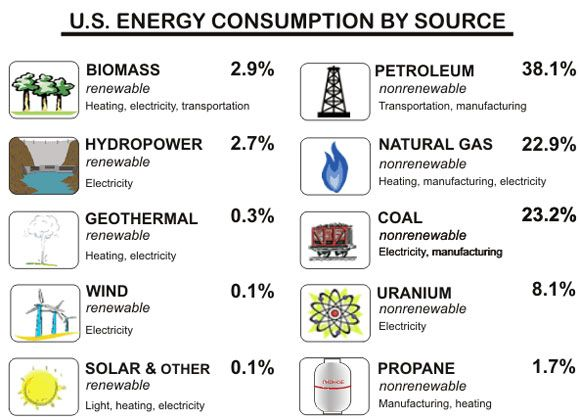 U.S. ENERGY CONSUMPTION BY SOURCE
BIOMASS 2.9%
renewable
Heating, electricity, transportation
HYDROPOWER 2.7%
renewable
Electricity
GEOTHERMAL 0.3%
renewable
Heating, electricity
WIND 0.1%
renewable
Electricity
SOLAR & OTHER 0.1%
renewable
Light, heating, electricity
PETROLEUM 38.1%
nonrenewable
Transportation, manufacturing
NATURAL GAS 22.9%
nonrenewable
Heating, manufacturing, electricity
COAL 23.2%
nonrenewable
Electricity, manufacturing
URANIUM 8.1%
nonrenewable
Electricity
PROPANE 1.7%
nonrenewable
Manufacturing, heating